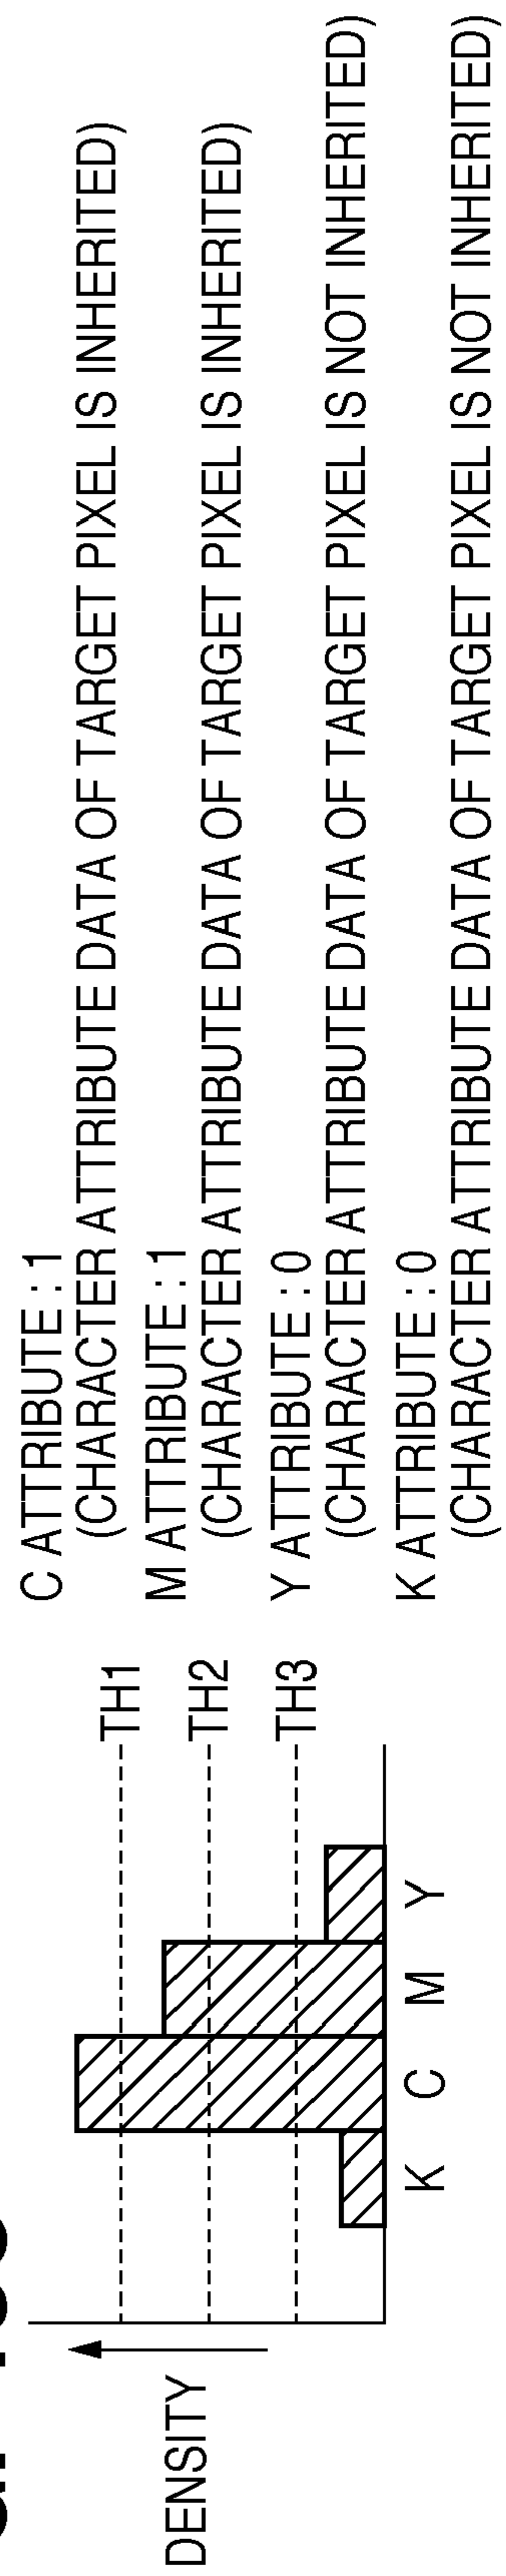 DENSITY
TH1
TH2
TH3
K C M Y
C ATTRIBUTE : 1
(CHARACTER ATTRIBUTE DATA OF TARGET PIXEL IS INHERITED)
M ATTRIBUTE : 1
(CHARACTER ATTRIBUTE DATA OF TARGET PIXEL IS INHERITED)
Y ATTRIBUTE : 0
(CHARACTER ATTRIBUTE DATA OF TARGET PIXEL IS NOT INHERITED)
K ATTRIBUTE : 0
(CHARACTER ATTRIBUTE DATA OF TARGET PIXEL IS NOT INHERITED)